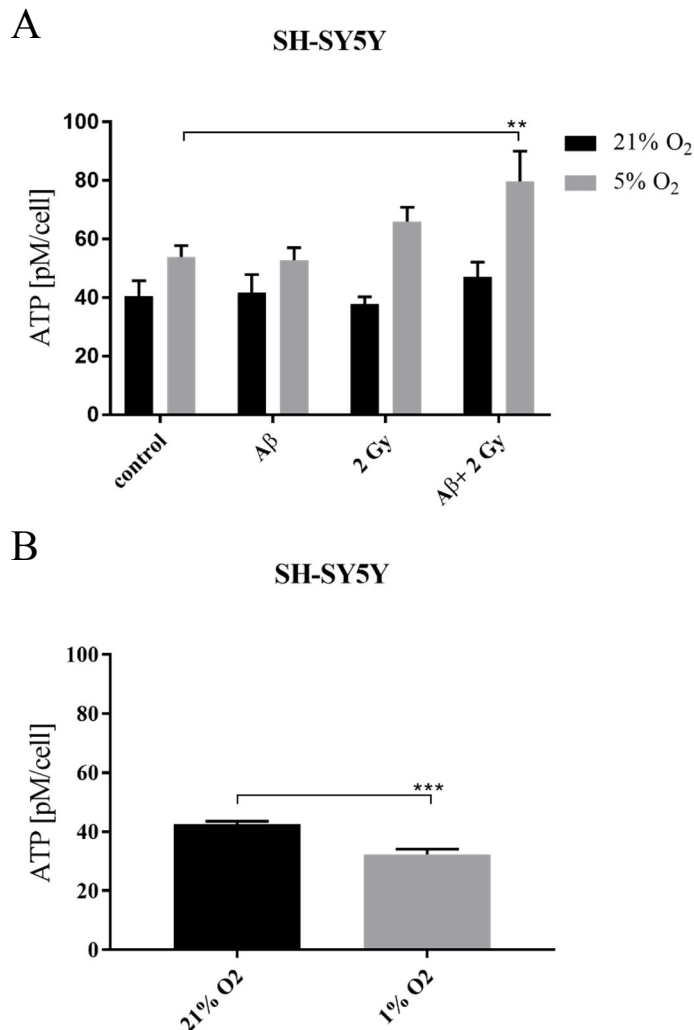 A
SH-SY5Y
ATP [pM/cell]
100
80
60
40
20
0
**
21% O₂
5% O₂
control
Aβ
2 Gy
Aβ+ 2 Gy
B
SH-SY5Y
ATP [pM/cell]
100
80
60
40
20
0
***
21% O2
1% O2